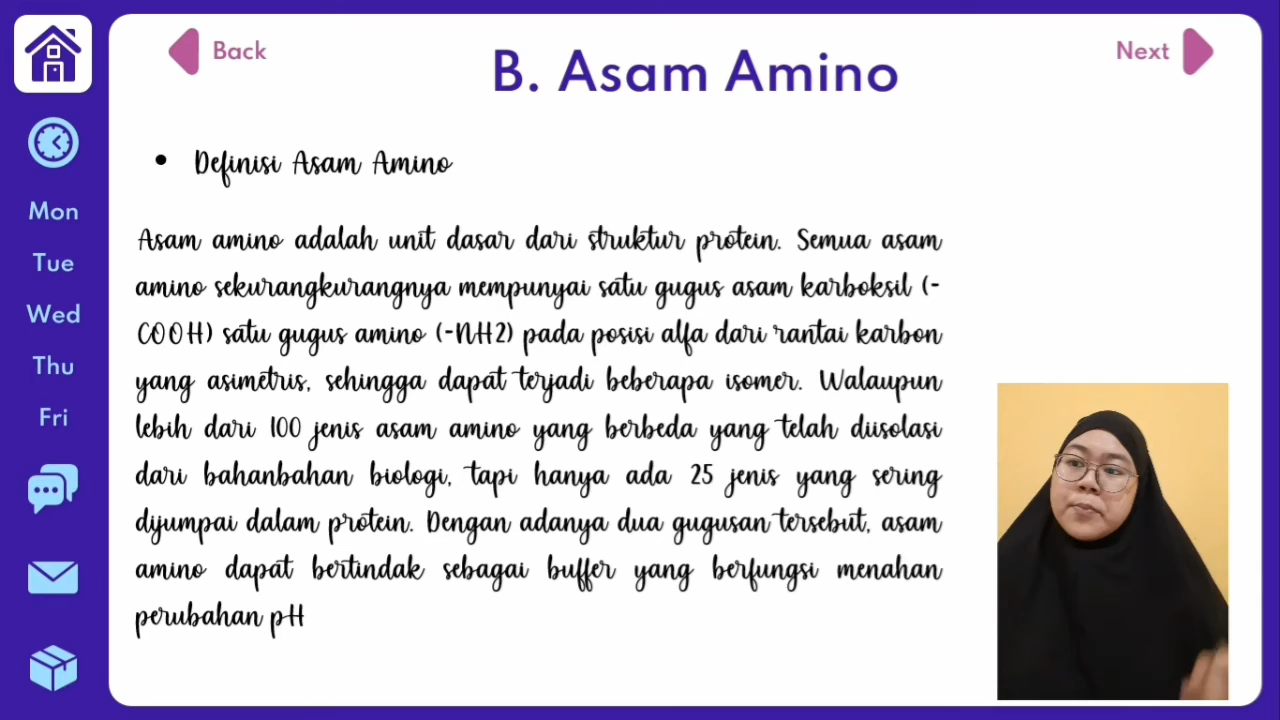 Back
Next
B. Asam Amino
Mon
Tue
Wed
Thu
Fri
• Definisi Asam Amino
Asam amino adalah unit dasar dari struktur protein. Semua asam
amino sekurangkurangnya mempunyai satu gugus asam karboksil (-
COOH) satu gugus amino (-NH2) pada posisi alfa dari rantai karbon
yang asimetris, sehingga dapat terjadi beberapa isomer. Walaupun
lebih dari 100 jenis asam amino yang berbeda yang telah diisolasi
dari bahanbahan biologi, tapi hanya ada 25 jenis yang sering
dijumpai dalam protein. Dengan adanya dua gugusan tersebut, asam
amino dapat bertindak sebagai buffer yang berfungsi menahan
perubahan pH